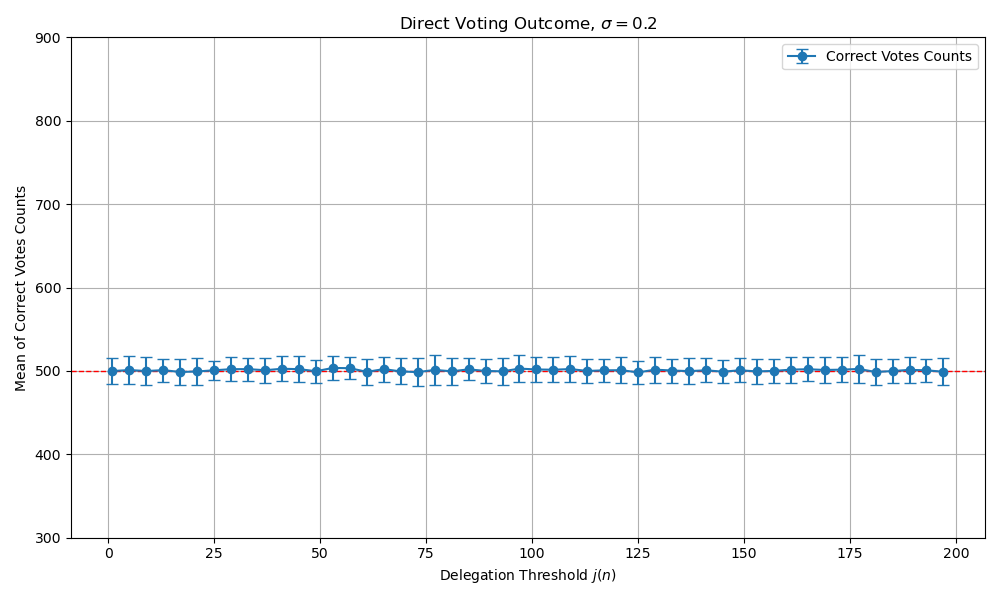 Direct Voting Outcome, σ = 0.2
Correct Votes Counts
Mean of Correct Votes Counts
900
800
700
600
500
400
300
0 25 50 75 100 125 150 175 200
Delegation Threshold j(n)